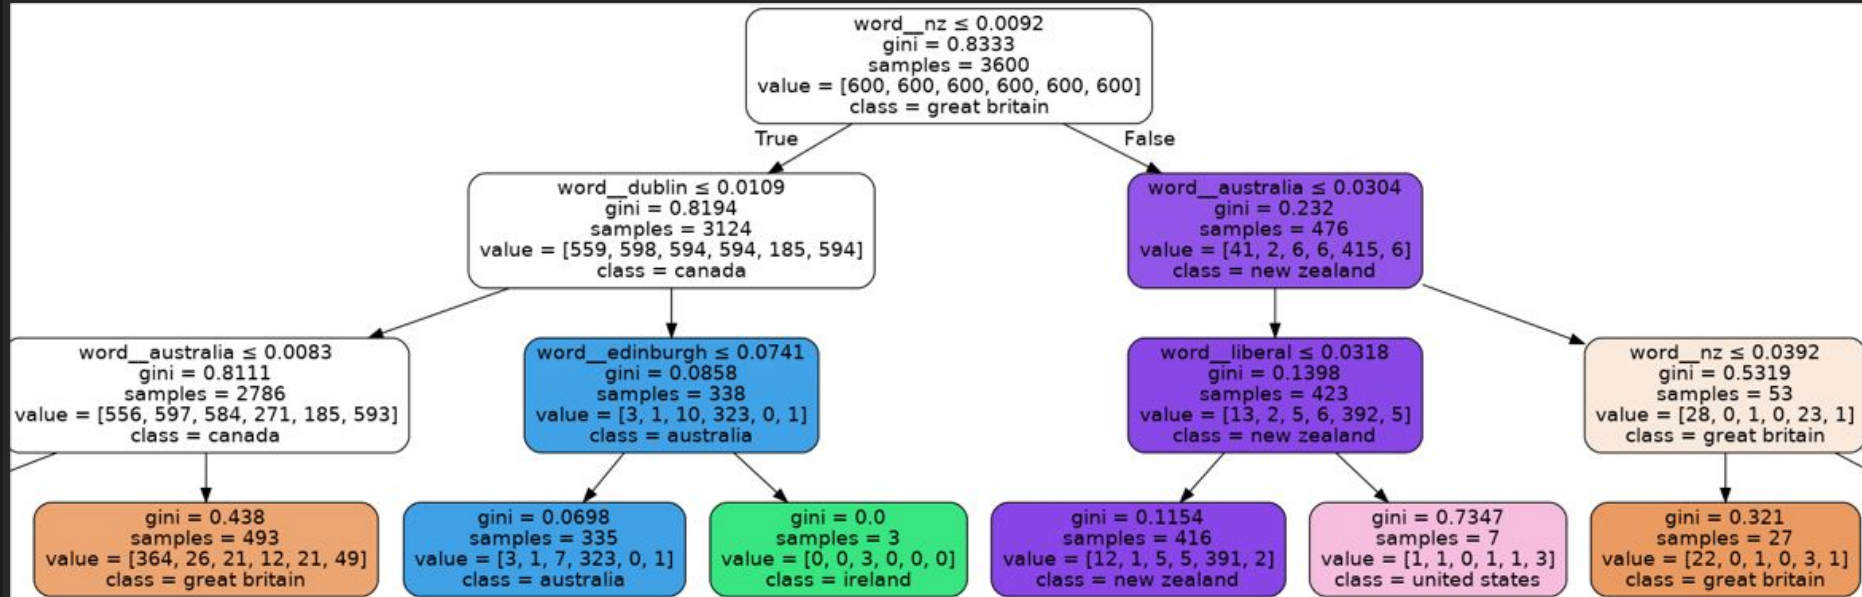 word__nz ≤ 0.0092
gini = 0.8333
samples = 3600
value = [600, 600, 600, 600, 600, 600]
class = great britain
True
False
word__dublin ≤ 0.0109
gini = 0.8194
samples = 3124
value = [559, 598, 594, 594, 185, 594]
class = canada
word__australia ≤ 0.0304
gini = 0.232
samples = 476
value = [41, 2, 6, 6, 415, 6]
class = new zealand
word__australia ≤ 0.0083
gini = 0.8111
samples = 2786
value = [556, 597, 584, 271, 185, 593]
class = canada
word__edinburgh ≤ 0.0741
gini = 0.0858
samples = 338
value = [3, 1, 10, 323, 0, 1]
class = australia
word__liberal ≤ 0.0318
gini = 0.1398
samples = 423
value = [13, 2, 5, 6, 392, 5]
class = new zealand
word__nz ≤ 0.0392
gini = 0.5319
samples = 53
value = [28, 0, 1, 0, 23, 1]
class = great britain
gini = 0.438
samples = 493
value = [364, 26, 21, 12, 21, 49]
class = great britain
gini = 0.0698
samples = 335
value = [3, 1, 7, 323, 0, 1]
class = australia
gini = 0.0
samples = 3
value = [0, 0, 3, 0, 0, 0]
class = ireland
gini = 0.1154
samples = 416
value = [12, 1, 5, 5, 391, 2]
class = new zealand
gini = 0.7347
samples = 7
value = [1, 1, 0, 1, 1, 3]
class = united states
gini = 0.321
samples = 27
value = [22, 0, 1, 0, 3, 1]
class = great britain